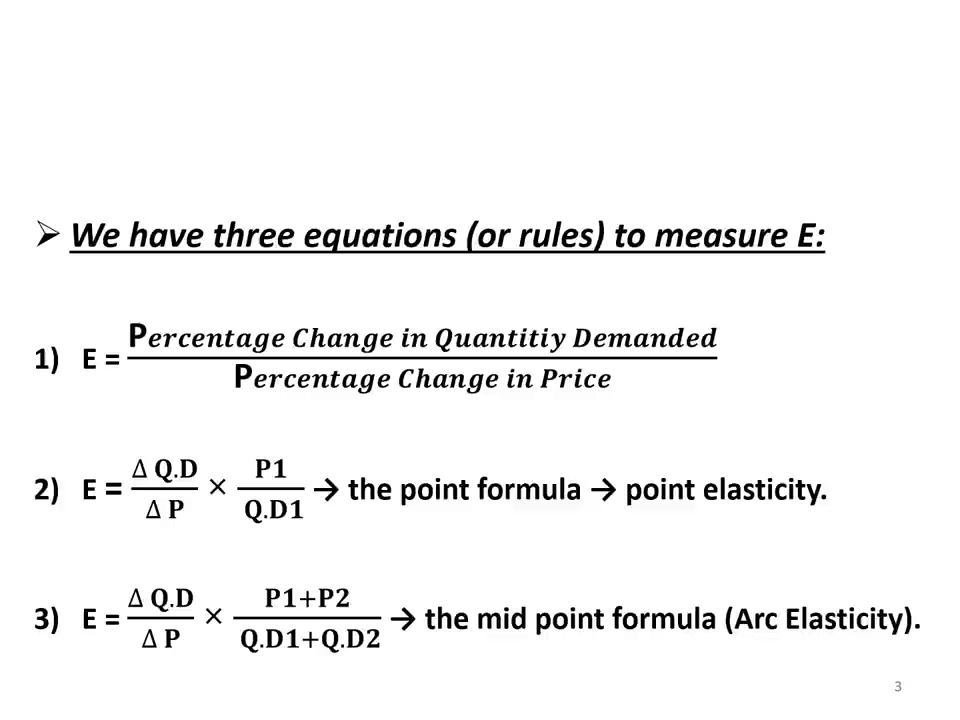 ➢ We have three equations (or rules) to measure E:
1) E = Percentage Change in Quantitiy Demanded / Percentage Change in Price
2) E = Δ Q.D / Δ P × P1 / Q.D1 → the point formula → point elasticity.
3) E = Δ Q.D / Δ P × P1+P2 / Q.D1+Q.D2 → the mid point formula (Arc Elasticity).
3